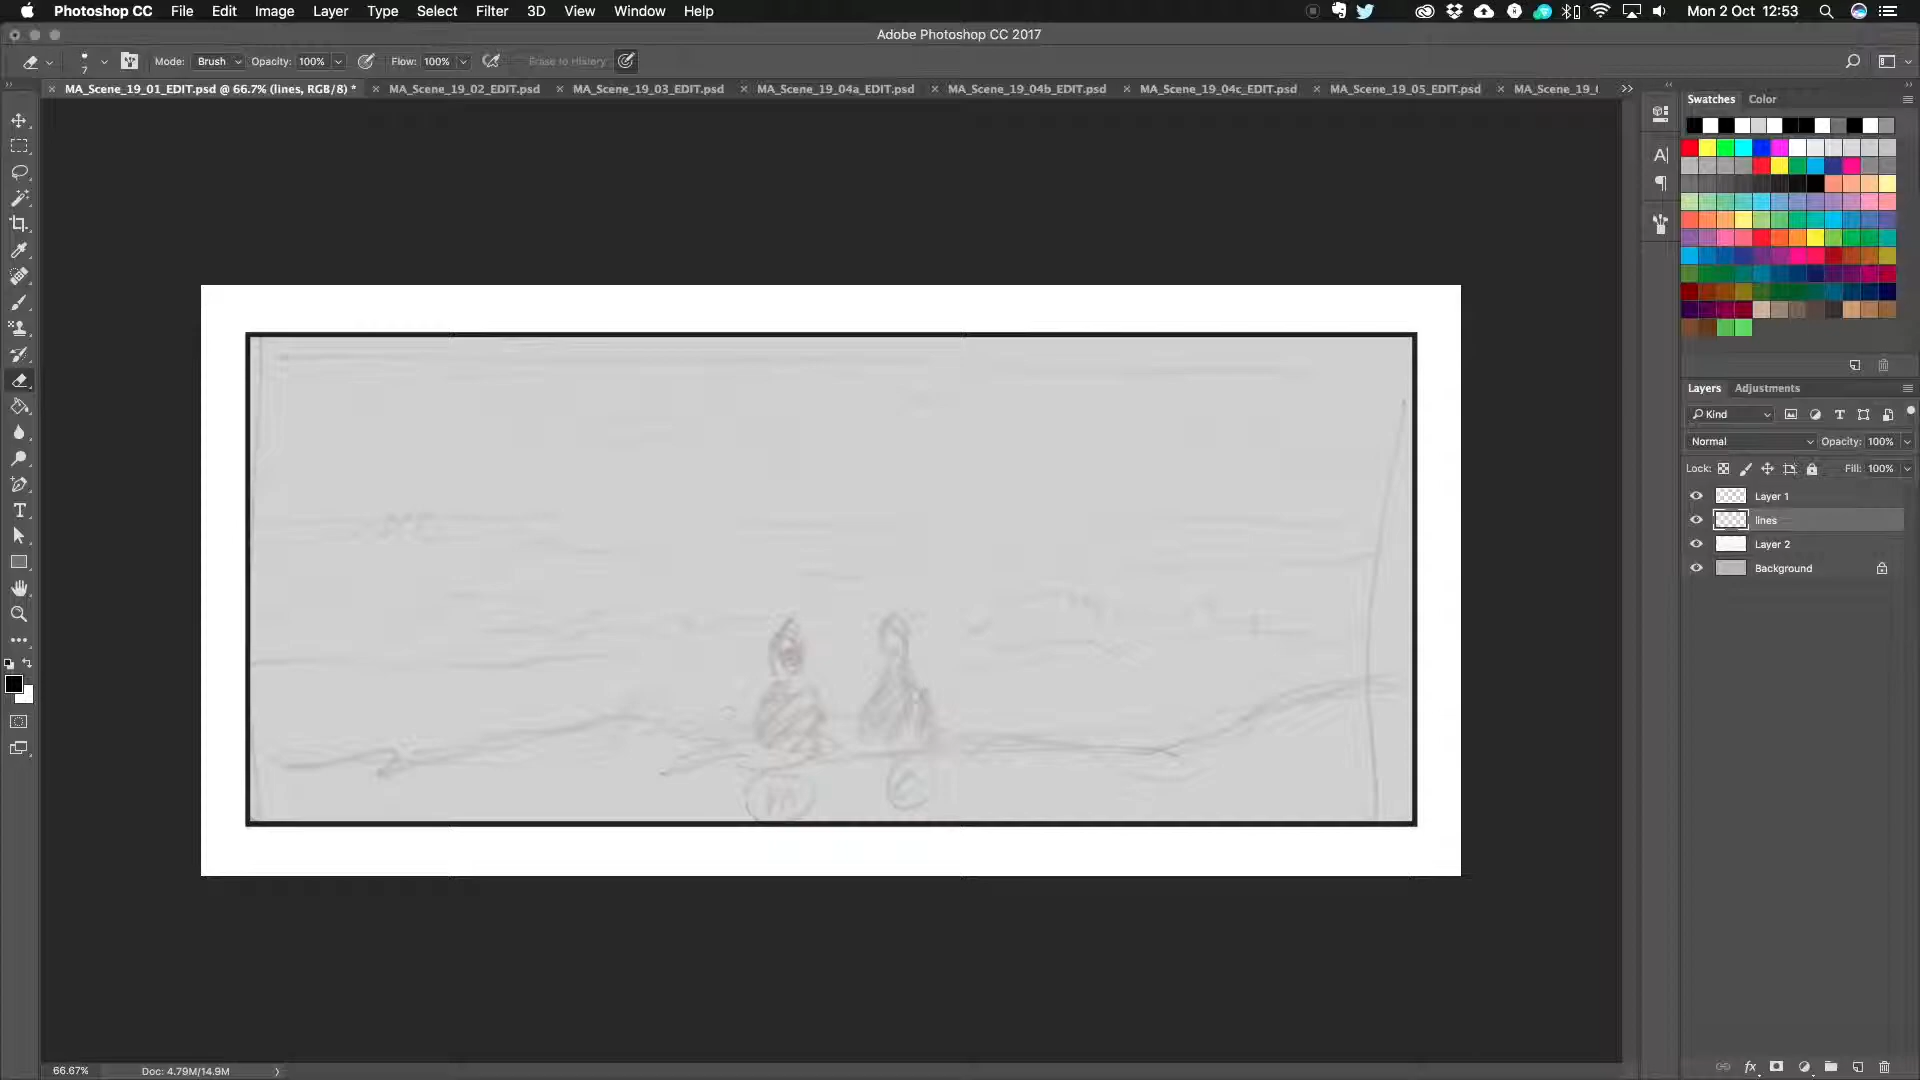 Photoshop CC File Edit Image Layer Type Select Filter 3D View Window Help Mon 2 Oct 12:53
Adobe Photoshop CC 2017
7 Mode: Brush Opacity: 100% Flow: 100% Erase to History
MA_Scene_19_01_EDIT.psd @ 66.7% (lines, RGB/8) * MA_Scene_19_02_EDIT.psd MA_Scene_19_03_EDIT.psd MA_Scene_19_04a_EDIT.psd MA_Scene_19_04b_EDIT.psd MA_Scene_19_04c_EDIT.psd MA_Scene_19_05_EDIT.psd MA_Scene_19_
Swatches Color
Layers Adjustments
Kind
Normal Opacity: 100%
Lock: Fill: 100%
Layer 1
lines
Layer 2
Background
m C
66.67% Doc: 4.79M/14.9M